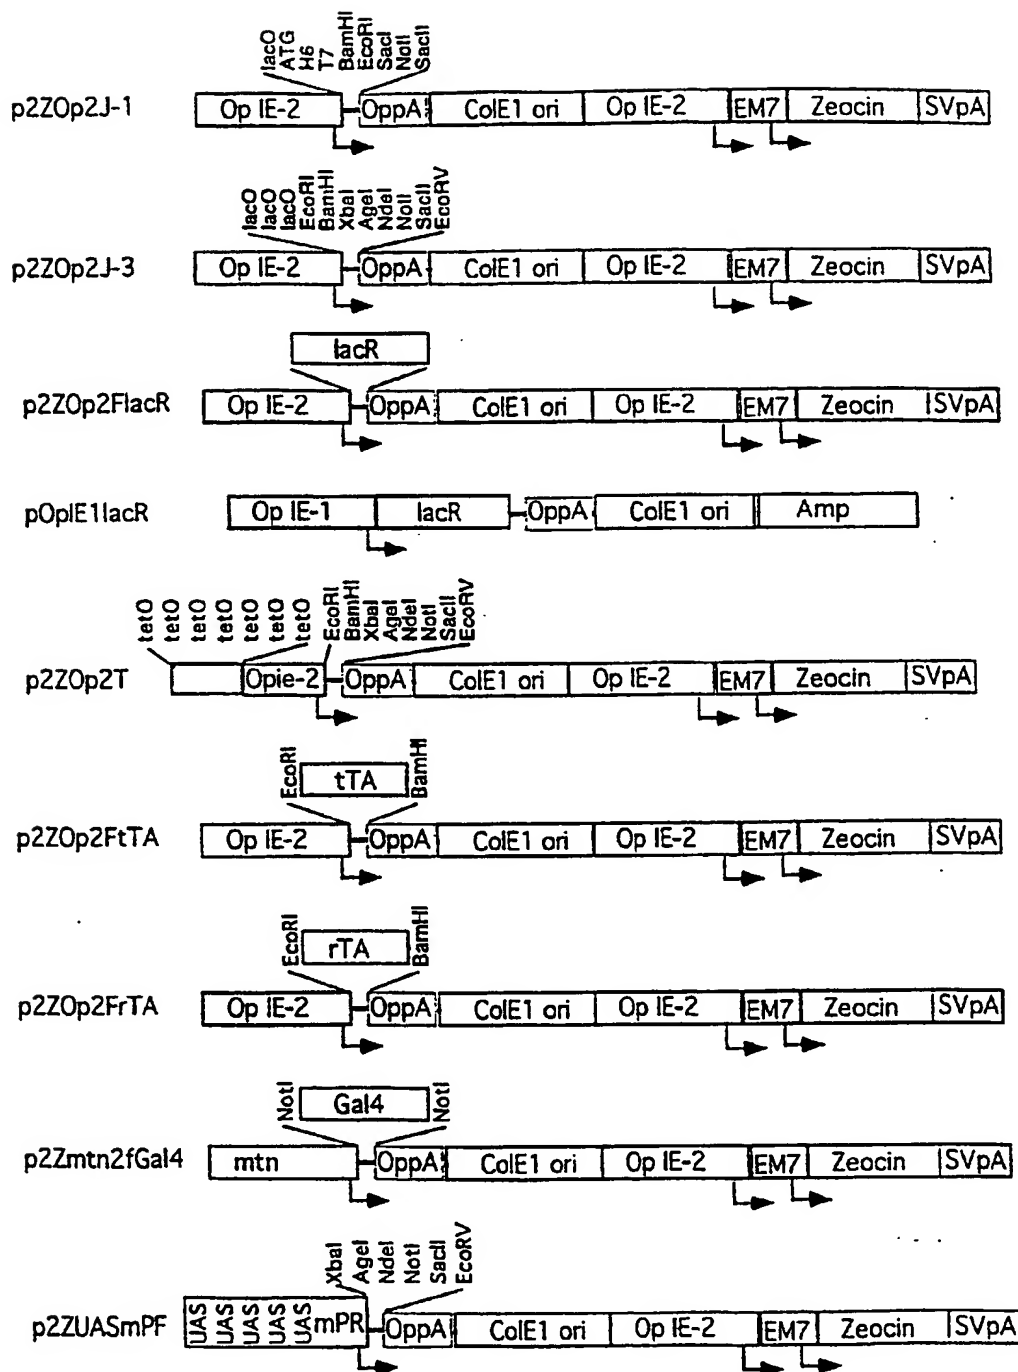 lacO ATG H6 T7 BamHI EcoRI SacI NotI SacII
p2ZOp2J-1 Op IE-2 OppA ColE1 ori Op IE-2 EM7 Zeocin SVpA
lacO lacO lacO EcoRI BamHI XbaI AgeI NdeI NotI SacII EcoRV
p2ZOp2J-3 Op IE-2 OppA ColE1 ori Op IE-2 EM7 Zeocin SVpA
lacR
p2ZOp2FlacR Op IE-2 OppA ColE1 ori Op IE-2 EM7 Zeocin SVpA
pOpIE1lacR Op IE-1 lacR OppA ColE1 ori Amp
tetO tetO tetO tetO tetO tetO tetO EcoRI BamHI XbaI AgeI NdeI NotI SacII EcoRV
p2ZOp2T Opie-2 OppA ColE1 ori Op IE-2 EM7 Zeocin SVpA
EcoRI tTA BamHI
p2ZOp2FtTA Op IE-2 OppA ColE1 ori Op IE-2 EM7 Zeocin SVpA
EcoRI rTA BamHI
p2ZOp2FrTA Op IE-2 OppA ColE1 ori Op IE-2 EM7 Zeocin SVpA
NotI Gal4 NotI
p2Zmtn2fGal4 mtn OppA ColE1 ori Op IE-2 EM7 Zeocin SVpA
XbaI AgeI NdeI NotI SacII EcoRV
p2ZUASmPF UAS UAS UAS UAS UAS mPR OppA ColE1 ori Op IE-2 EM7 Zeocin SVpA